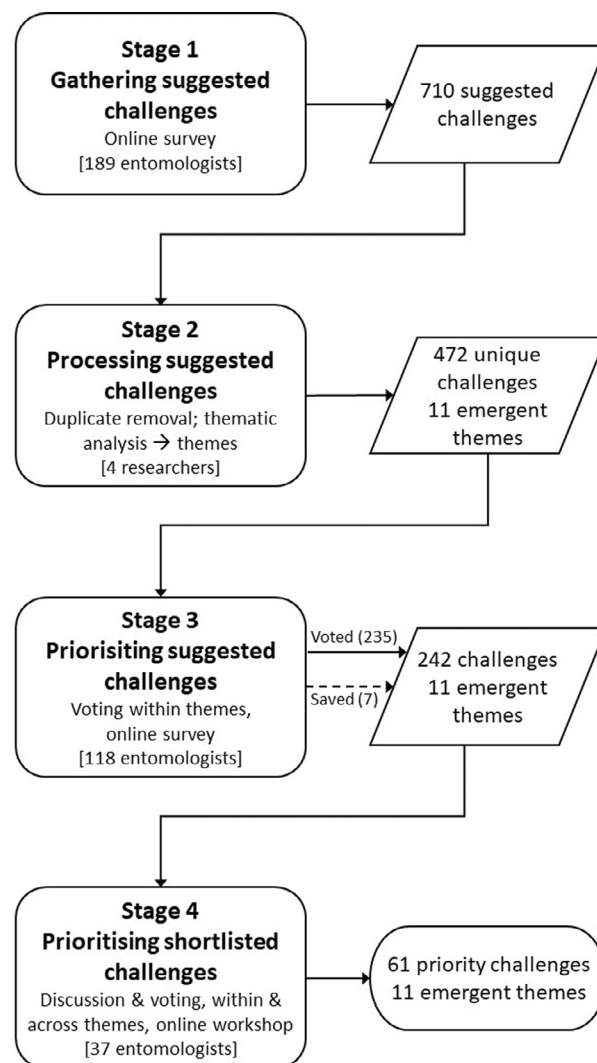 Stage 1
Gathering suggested
challenges
Online survey
[189 entomologists]
710 suggested
challenges
Stage 2
Processing suggested
challenges
Duplicate removal; thematic
analysis → themes
[4 researchers]
472 unique
challenges
11 emergent
themes
Stage 3
Priorisiting suggested
challenges
Voting within themes,
online survey
[118 entomologists]
Voted (235)
Saved (7)
242 challenges
11 emergent
themes
Stage 4
Prioritising shortlisted
challenges
Discussion & voting, within &
across themes, online workshop
[37 entomologists]
61 priority challenges
11 emergent themes